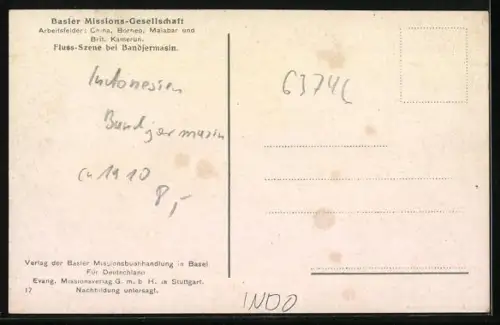 Basler Missions-Gesellschaft
Arbeitsfelder: China, Borneo, Malabar und
Brit. Kamerun.
Fluss-Szene bei Bandjermasin.
Indonesien
Bandjermasin
ca 1910
8,-
6374C
Verlag der Basler Missionsbuchhandlung in Basel
Für Deutschland
Evang. Missionsverlag G. m. b. H. in Stuttgart.
17 Nachbildung untersagt.
INDO